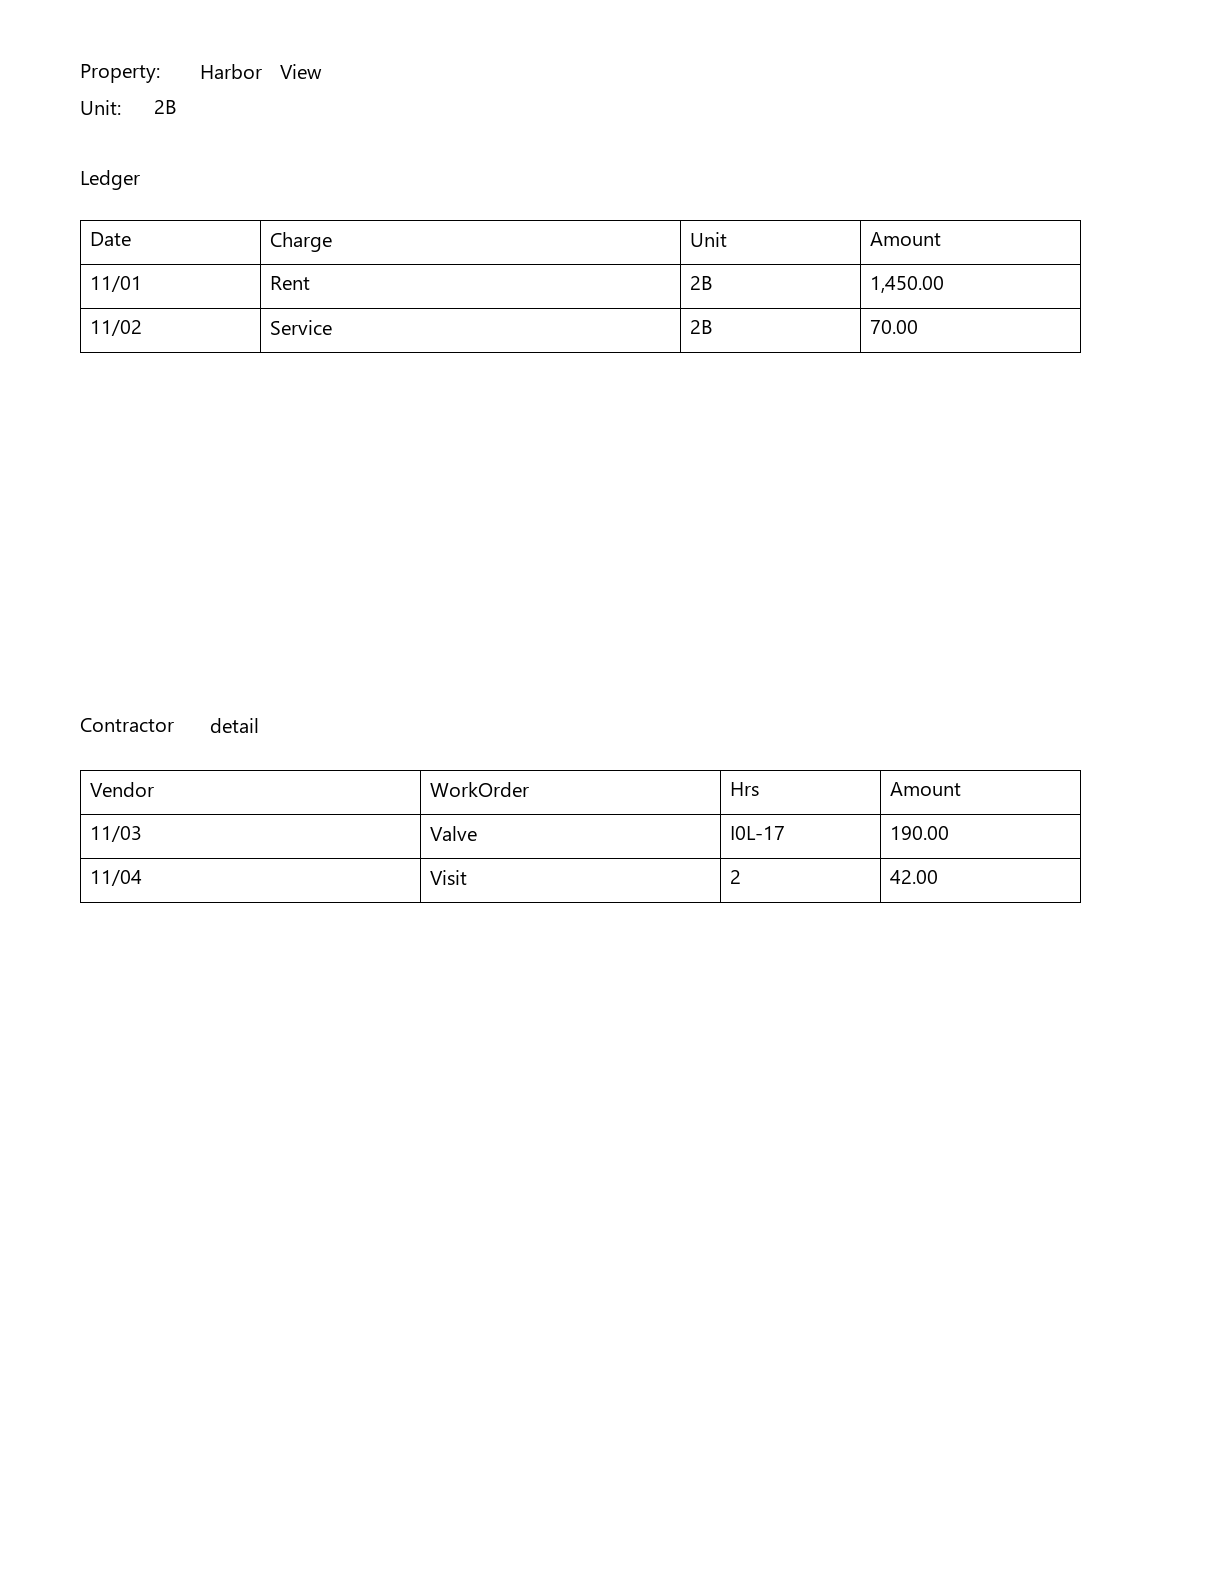 Property: Harbor View
Unit: 2B
Ledger
Date Charge Unit Amount
11/01 Rent 2B 1,450.00
11/02 Service 2B 70.00
Contractor detail
Vendor WorkOrder Hrs Amount
11/03 Valve I0L-17 190.00
11/04 Visit 2 42.00